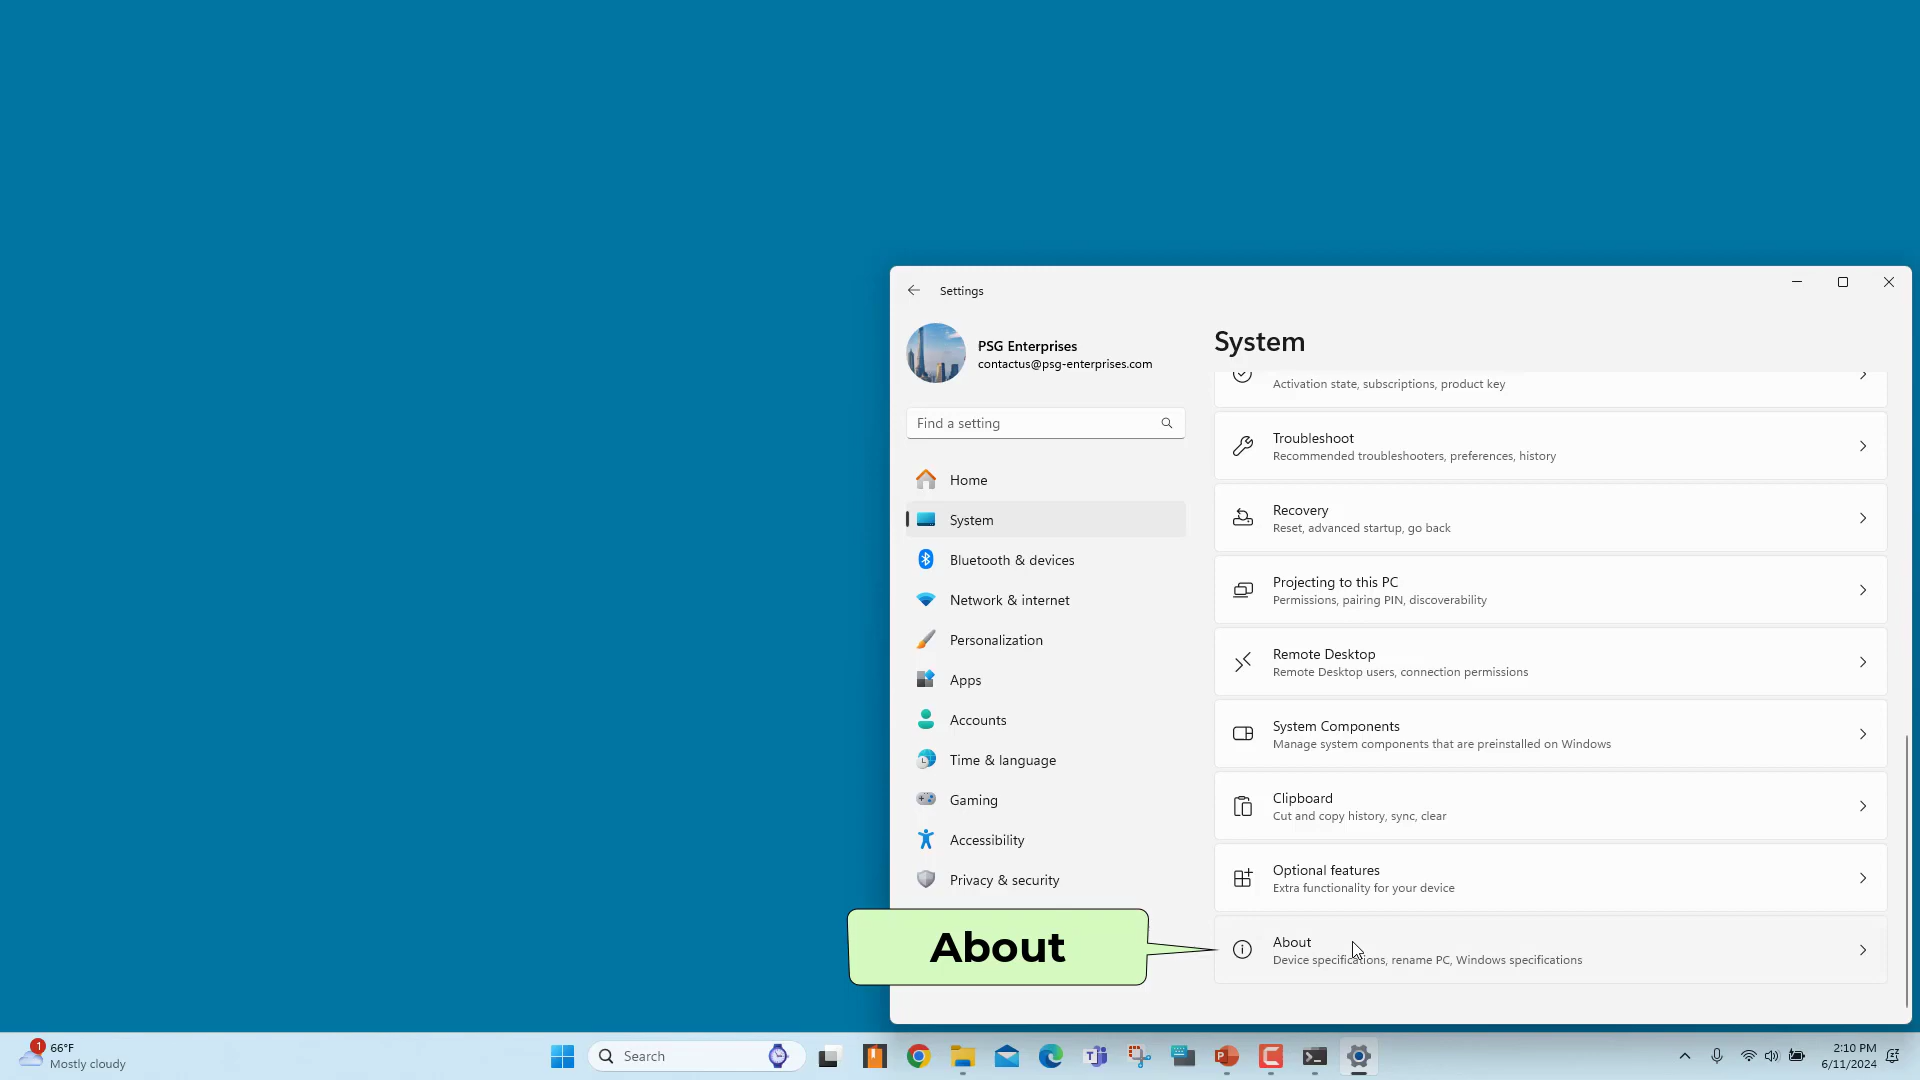 Settings
PSG Enterprises
contactus@psg-enterprises.com
Find a setting
Home
System
Bluetooth & devices
Network & internet
Personalization
Apps
Accounts
Time & language
Gaming
Accessibility
Privacy & security
System
Activation state, subscriptions, product key
Troubleshoot
Recommended troubleshooters, preferences, history
Recovery
Reset, advanced startup, go back
Projecting to this PC
Permissions, pairing PIN, discoverability
Remote Desktop
Remote Desktop users, connection permissions
System Components
Manage system components that are preinstalled on Windows
Clipboard
Cut and copy history, sync, clear
Optional features
Extra functionality for your device
About
About
Device specifications, rename PC, Windows specifications
1
66°F
Mostly cloudy
Search
2:10 PM
6/11/2024